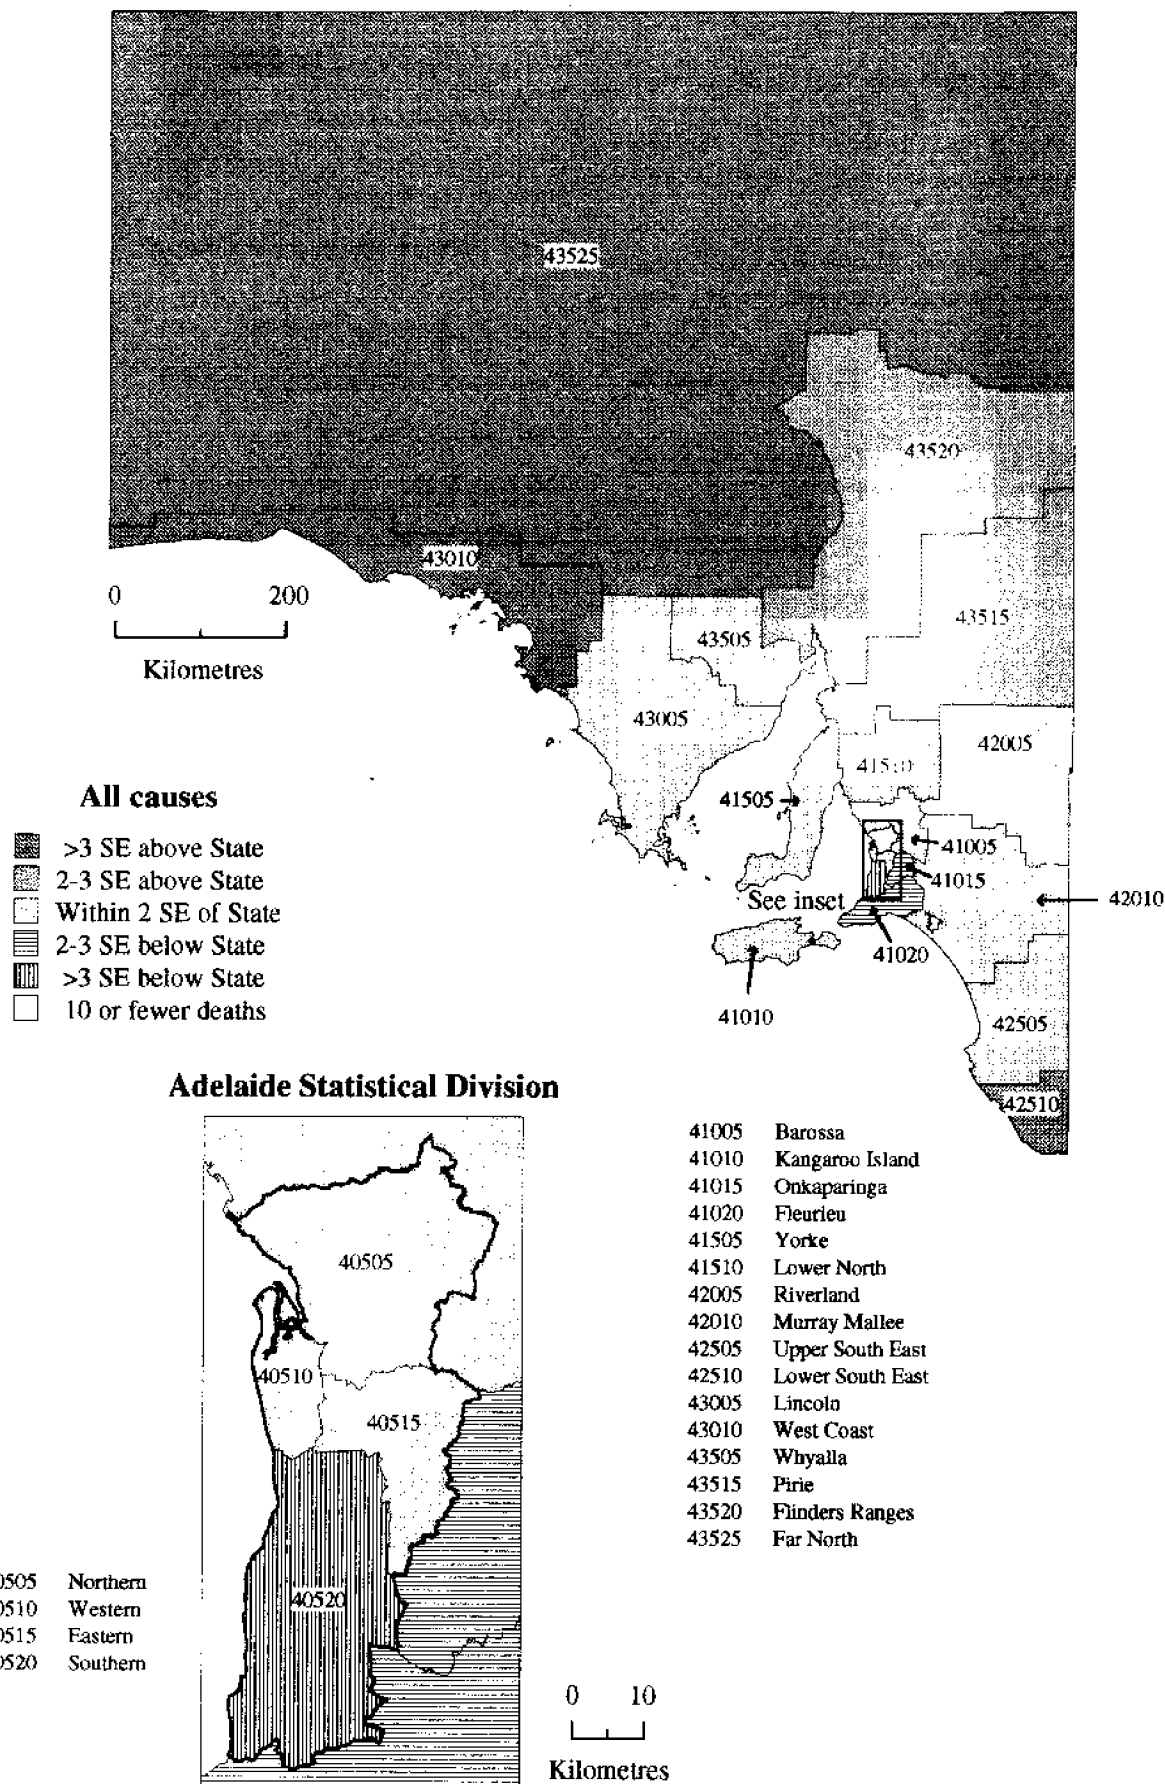 43525
43520
43010
0 200
Kilometres
43515
43505
43005
42005
41510
All causes
41505
>3 SE above State
2-3 SE above State
Within 2 SE of State
2-3 SE below State
>3 SE below State
10 or fewer deaths
41005
41015
See inset
42010
41020
41010
42505
42510
Adelaide Statistical Division
41005 Barossa
41010 Kangaroo Island
41015 Onkaparinga
41020 Fleurieu
41505 Yorke
41510 Lower North
42005 Riverland
42010 Murray Mallee
42505 Upper South East
42510 Lower South East
43005 Lincoln
43010 West Coast
43505 Whyalla
43515 Pirie
43520 Flinders Ranges
43525 Far North
40505
40510
40515
40520
0505 Northern
0510 Western
0515 Eastern
0520 Southern
0 10
Kilometres